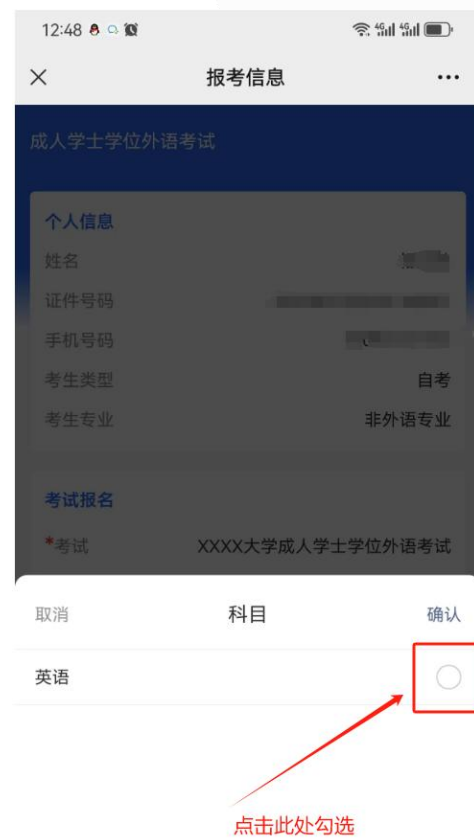 12:48
报考信息
成人学士学位外语考试
个人信息
姓名
证件号码
手机号码
考生类型 自考
考生专业 非外语专业
考试报名
*考试 XXXX大学成人学士学位外语考试
取消 科目 确认
英语
点击此处勾选